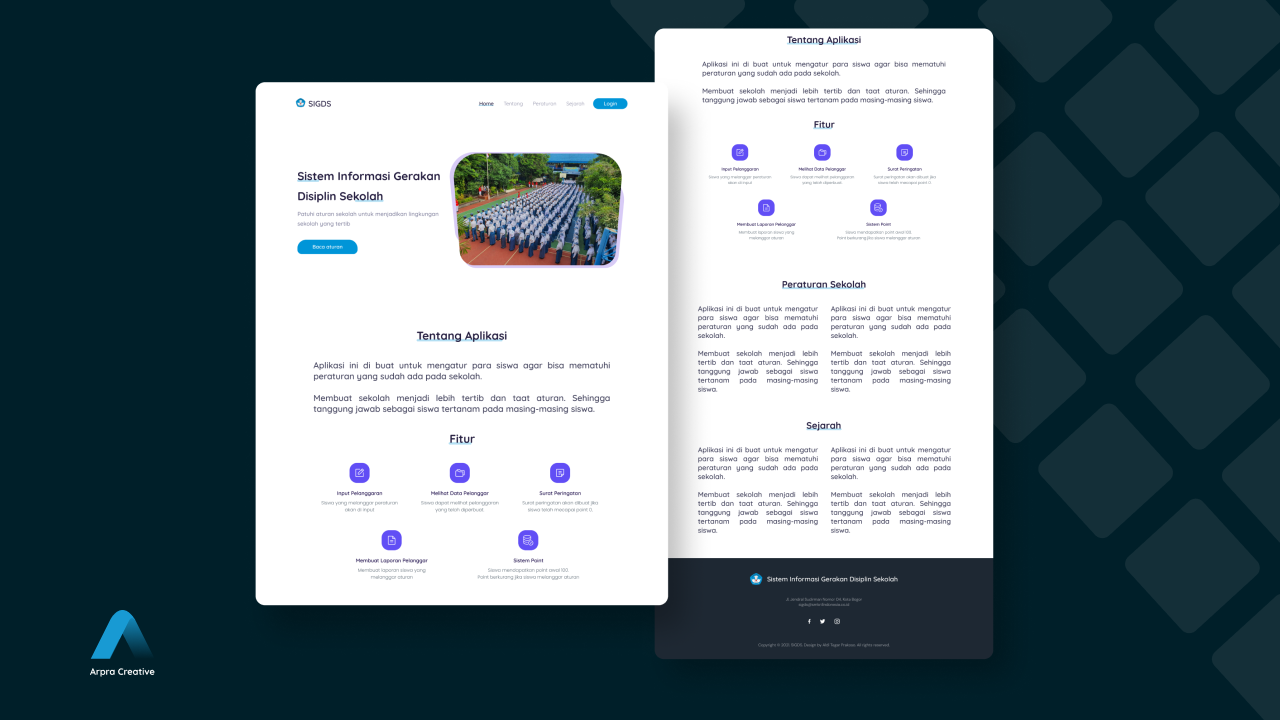 SIGDS
Home
Tentang
Peraturan
Sejarah
Login
Sistem Informasi Gerakan
Disiplin Sekolah
Patuhi aturan sekolah untuk menjadikan lingkungan
sekolah yang tertib
Baca aturan
Tentang Aplikasi
Aplikasi ini di buat untuk mengatur para siswa agar bisa mematuhi
peraturan yang sudah ada pada sekolah.
Membuat sekolah menjadi lebih tertib dan taat aturan. Sehingga
tanggung jawab sebagai siswa tertanam pada masing-masing siswa.
Fitur
Input Pelanggaran
Siswa yang melanggar peraturan
akan di input
Melihat Data Pelanggar
Siswa dapat melihat pelanggaran
yang telah diperbuat.
Surat Peringatan
Surat peringatan akan dibuat jika
siswa telah mecapai point 0.
Membuat Laporan Pelanggar
Membuat laporan siswa yang
melanggar aturan
Sistem Point
Siswa mendapatkan point awal 100,
Point berkurang jika siswa melanggar aturan
Tentang Aplikasi
Aplikasi ini di buat untuk mengatur para siswa agar bisa mematuhi
peraturan yang sudah ada pada sekolah.
Membuat sekolah menjadi lebih tertib dan taat aturan. Sehingga
tanggung jawab sebagai siswa tertanam pada masing-masing siswa.
Fitur
Input Pelanggaran
Siswa yang melanggar peraturan
akan di input
Melihat Data Pelanggar
Siswa dapat melihat pelanggaran
yang telah diperbuat.
Surat Peringatan
Surat peringatan akan dibuat jika
siswa telah mecapai point 0.
Membuat Laporan Pelanggar
Membuat laporan siswa yang
melanggar aturan
Sistem Point
Siswa mendapatkan point awal 100,
Point berkurang jika siswa melanggar aturan
Peraturan Sekolah
Aplikasi ini di buat untuk mengatur
para siswa agar bisa mematuhi
peraturan yang sudah ada pada
sekolah.
Membuat sekolah menjadi lebih
tertib dan taat aturan. Sehingga
tanggung jawab sebagai siswa
tertanam pada masing-masing
siswa.
Aplikasi ini di buat untuk mengatur
para siswa agar bisa mematuhi
peraturan yang sudah ada pada
sekolah.
Membuat sekolah menjadi lebih
tertib dan taat aturan. Sehingga
tanggung jawab sebagai siswa
tertanam pada masing-masing
siswa.
Sejarah
Aplikasi ini di buat untuk mengatur
para siswa agar bisa mematuhi
peraturan yang sudah ada pada
sekolah.
Membuat sekolah menjadi lebih
tertib dan taat aturan. Sehingga
tanggung jawab sebagai siswa
tertanam pada masing-masing
siswa.
Aplikasi ini di buat untuk mengatur
para siswa agar bisa mematuhi
peraturan yang sudah ada pada
sekolah.
Membuat sekolah menjadi lebih
tertib dan taat aturan. Sehingga
tanggung jawab sebagai siswa
tertanam pada masing-masing
siswa.
Sistem Informasi Gerakan Disiplin Sekolah
Jl. Jendral Sudirman Nomor 04, Kota Bogor
Copyright © SIGDS. Design by Alif Tegar Prakoso. All rights reserved.
Arpra Creative